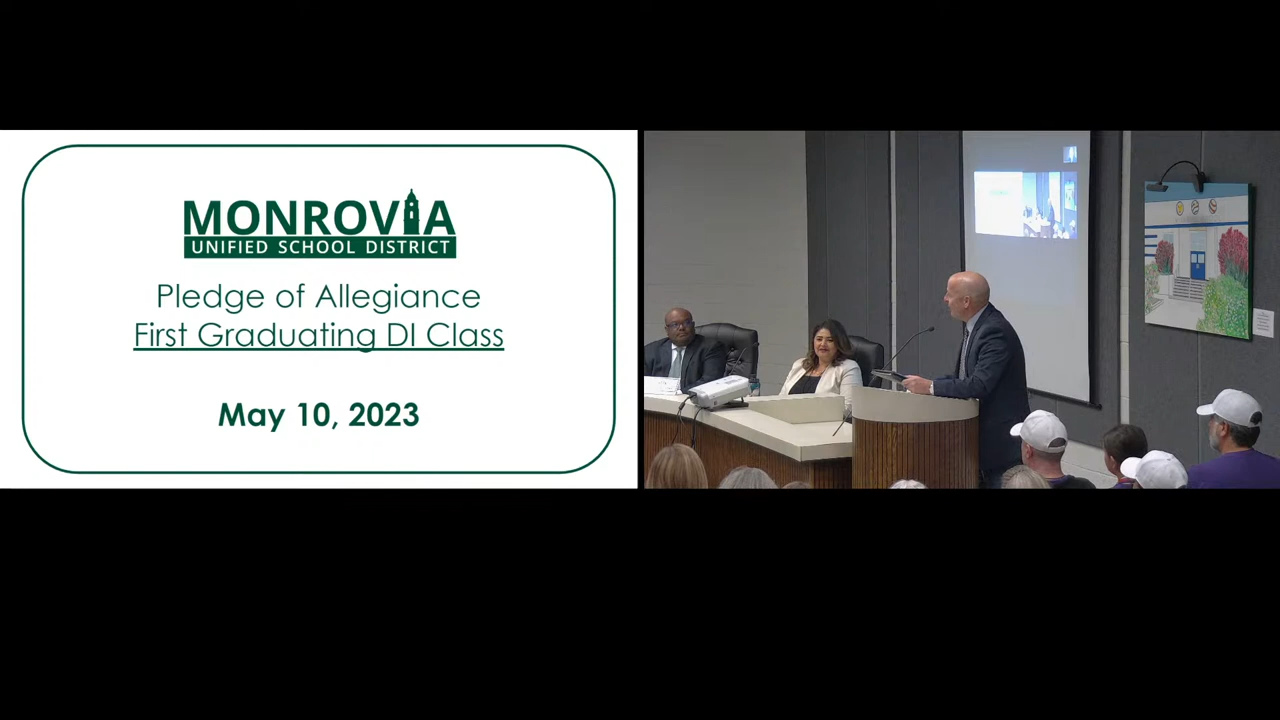 MONROVIA
UNIFIED SCHOOL DISTRICT
Pledge of Allegiance
First Graduating DI Class
May 10, 2023